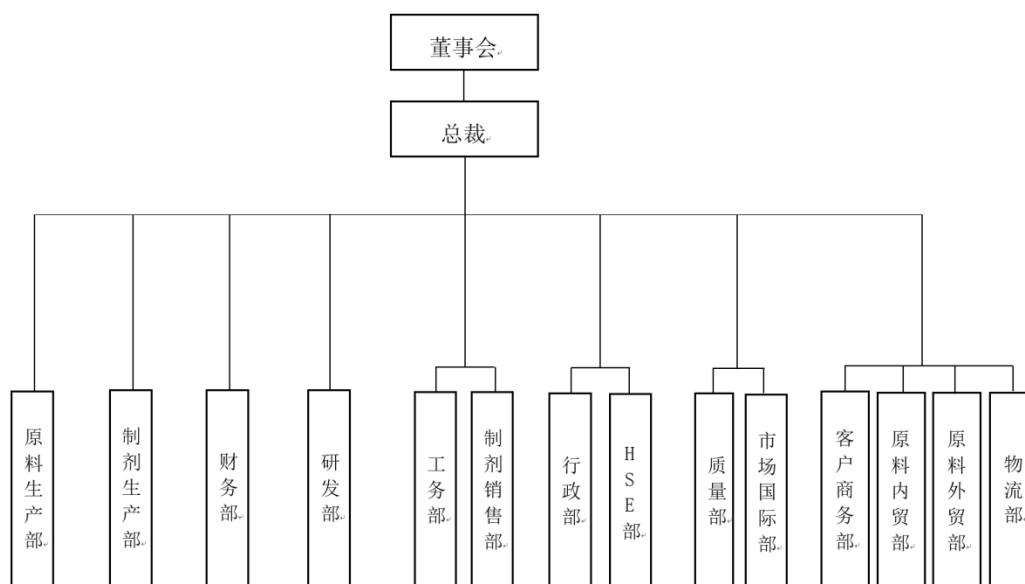 董事会
总裁
原料生产部
制剂生产部
财务部
研发部
工务部
制剂销售部
行政部
HSE部
质量部
市场国际部
客户商务部
原料内贸部
原料外贸部
物流部